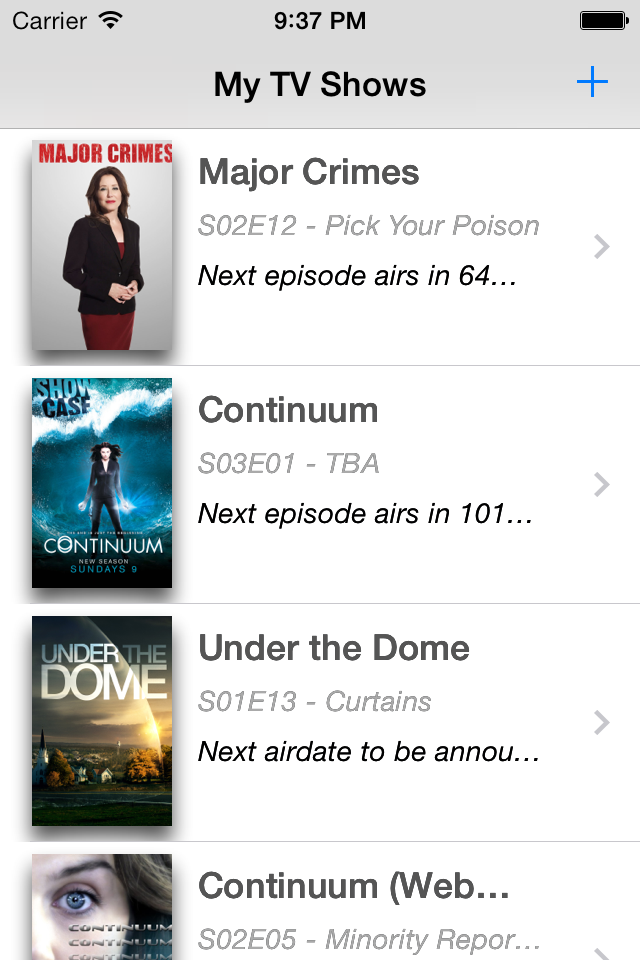 Carrier 9:37 PM
My TV Shows +
MAJOR CRIMES
Major Crimes
S02E12 - Pick Your Poison
Next episode airs in 64…
SHOW
CASE
CONTINUUM
NEW SEASON
SUNDAYS 9
Continuum
S03E01 - TBA
Next episode airs in 101…
UNDER THE
DOME
Under the Dome
S01E13 - Curtains
Next airdate to be annou…
CONTINUUM
CONTINUUM
CONTINUUM
Continuum (Web…
S02E05 - Minority Repor…